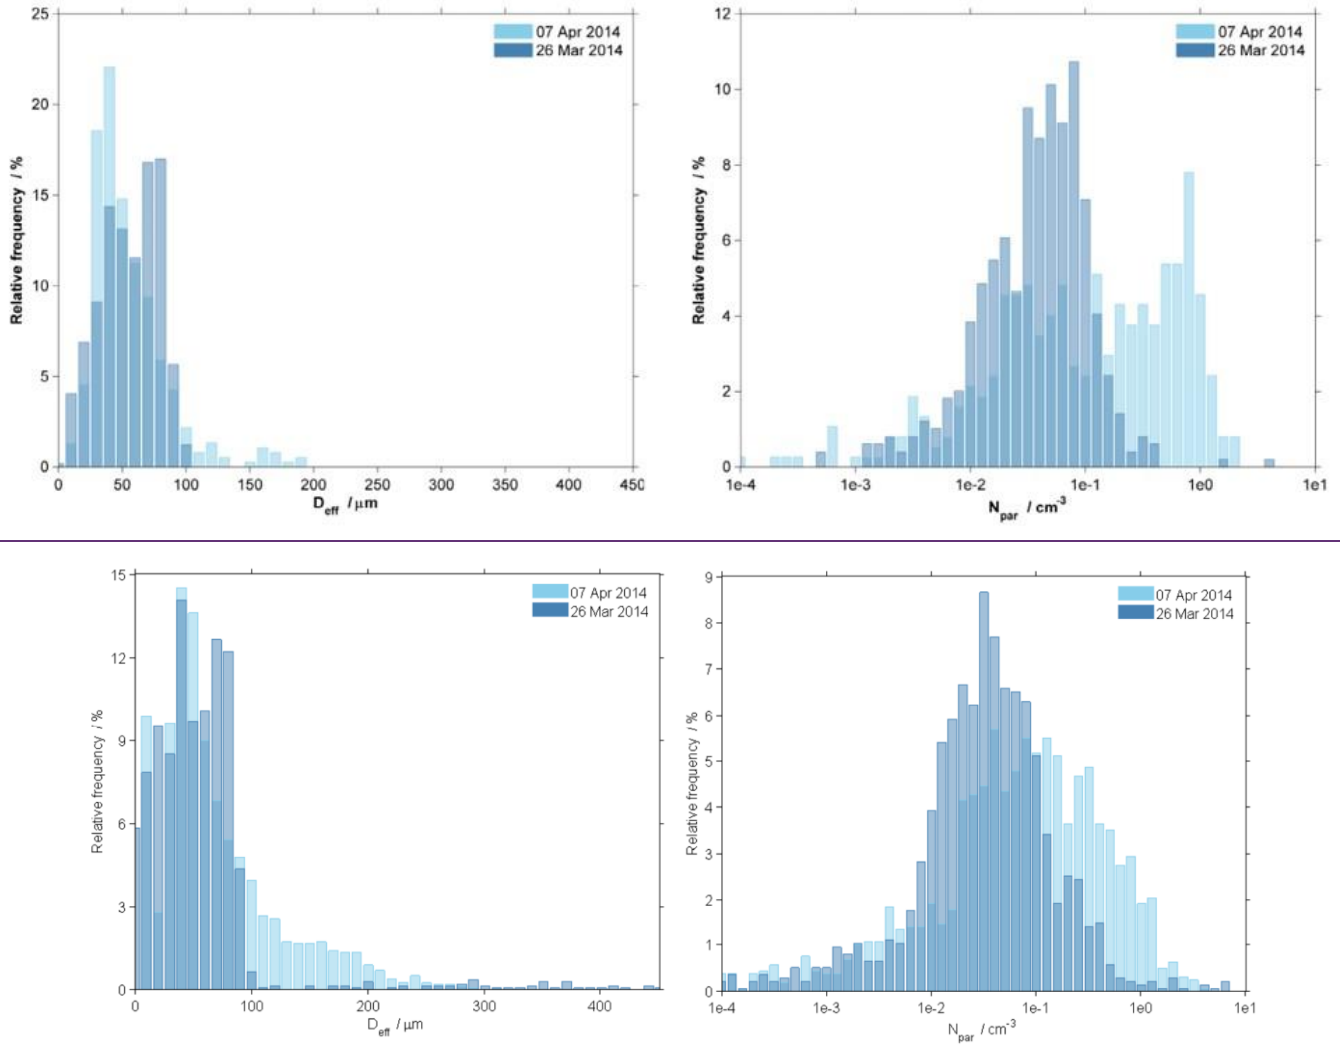 25
20
15
10
5
0
Relative frequency / %
07 Apr 2014
26 Mar 2014
0 50 100 150 200 250 300 350 400 450
D_eff / μm
12
10
8
6
4
2
0
Relative frequency / %
07 Apr 2014
26 Mar 2014
1e-4 1e-3 1e-2 1e-1 1e0 1e1
N_par / cm⁻³
15
12
9
6
3
0
Relative frequency / %
07 Apr 2014
26 Mar 2014
0 100 200 300 400
D_eff / μm
9
8
7
6
5
4
3
2
1
0
Relative frequency / %
07 Apr 2014
26 Mar 2014
1e-4 1e-3 1e-2 1e-1 1e0 1e1
N_par / cm⁻³